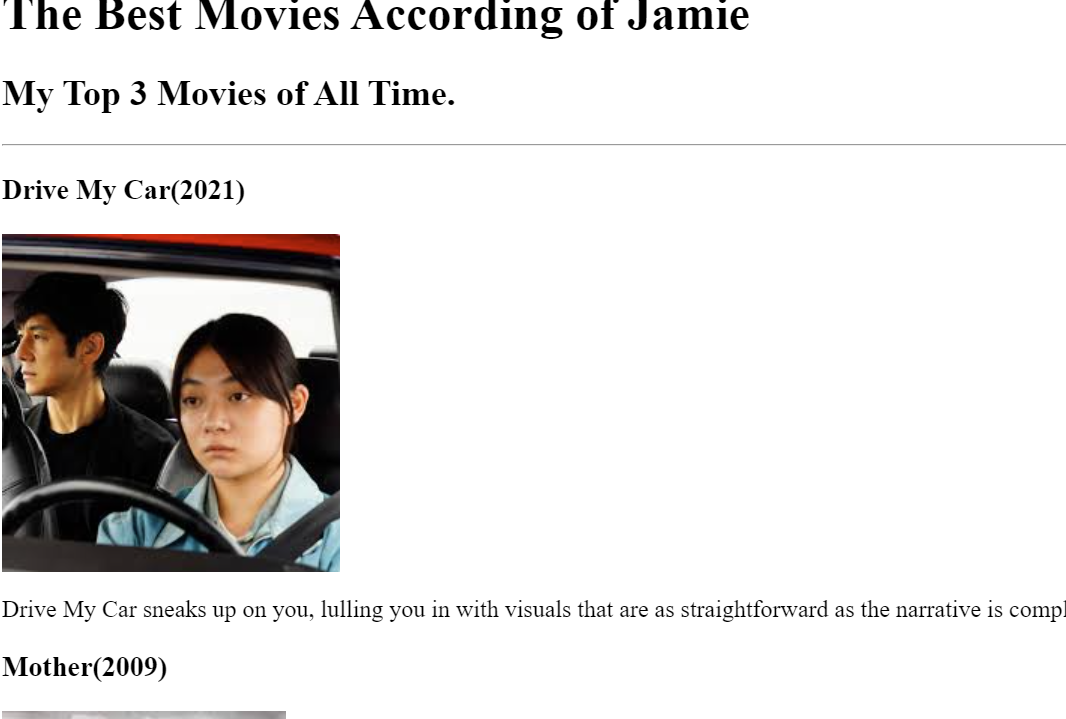 The Best Movies According of Jamie
My Top 3 Movies of All Time.
Drive My Car(2021)
Drive My Car sneaks up on you, lulling you in with visuals that are as straightforward as the narrative is
Mother(2009)